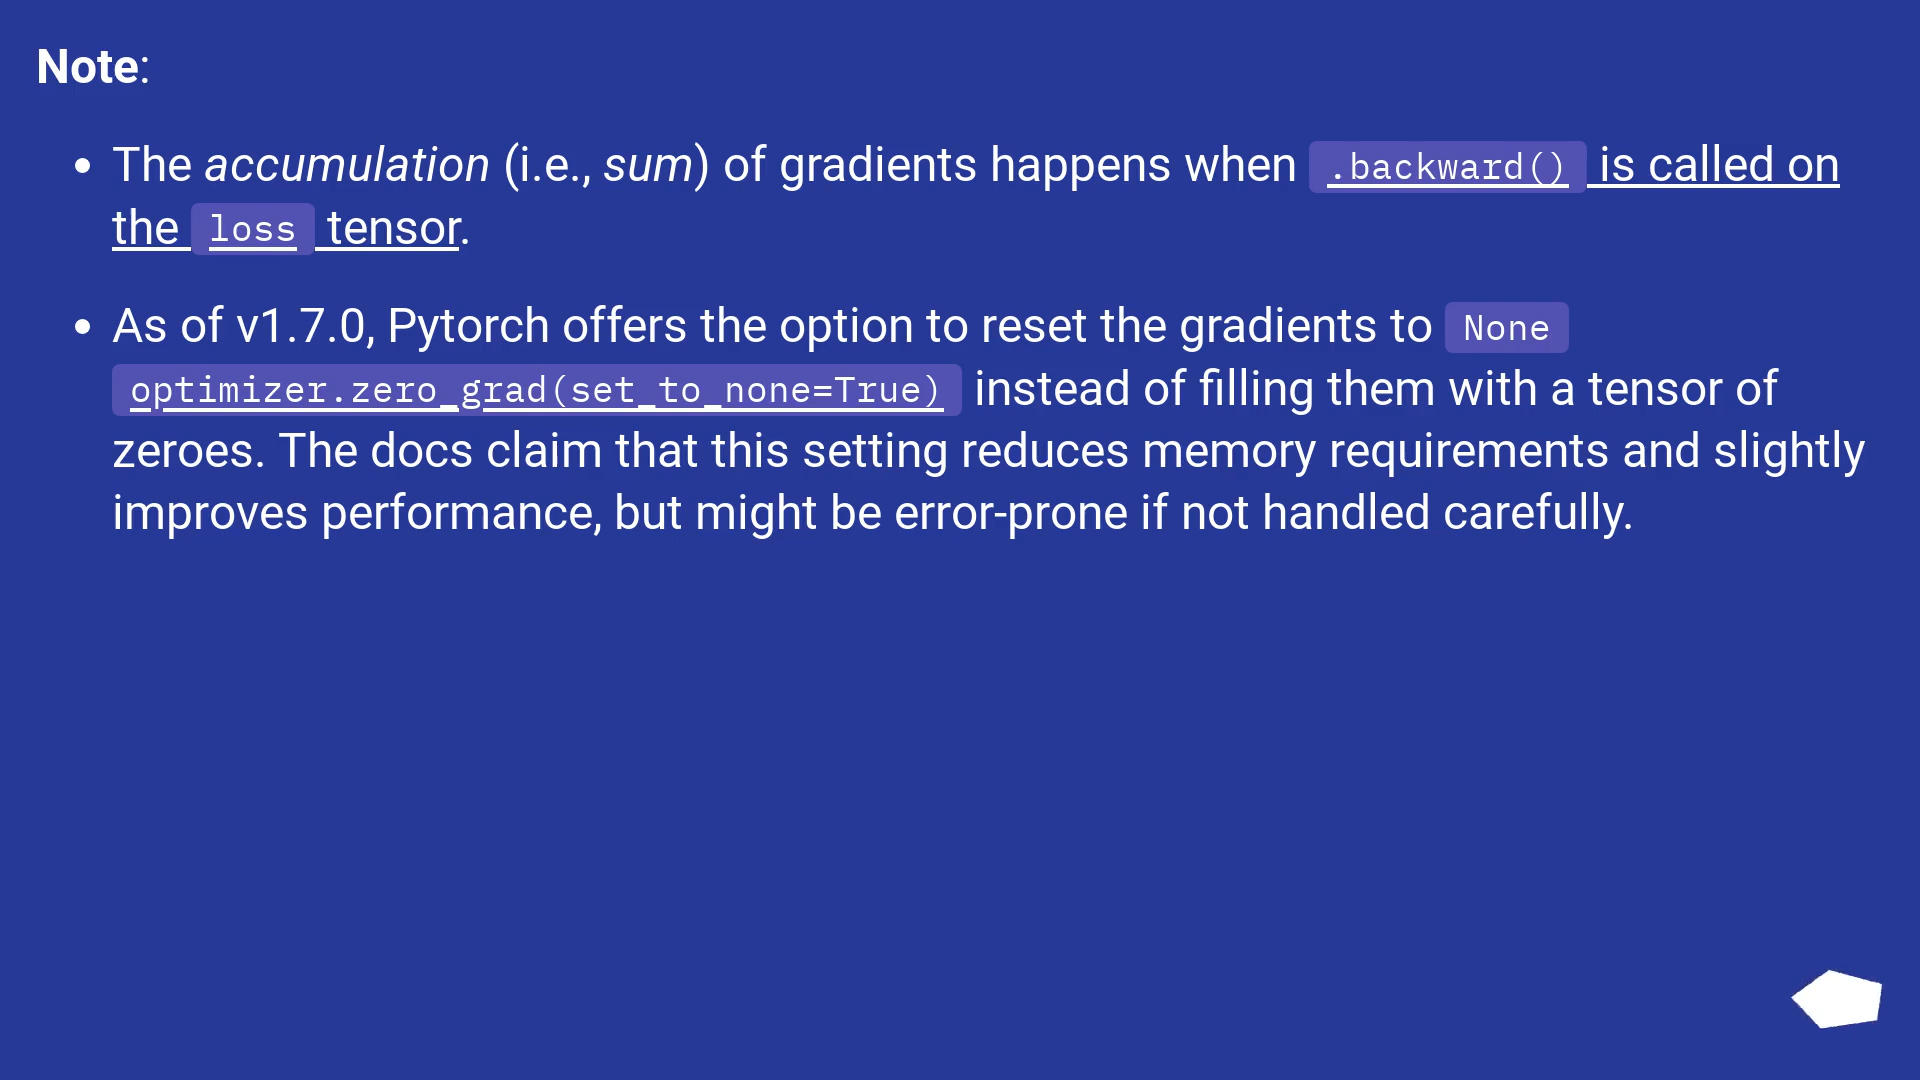 Note:
• The accumulation (i.e., sum) of gradients happens when .backward() is called on
the loss tensor.
• As of v1.7.0, Pytorch offers the option to reset the gradients to None
optimizer.zero_grad(set_to_none=True) instead of filling them with a tensor of
zeroes. The docs claim that this setting reduces memory requirements and slightly
improves performance, but might be error-prone if not handled carefully.